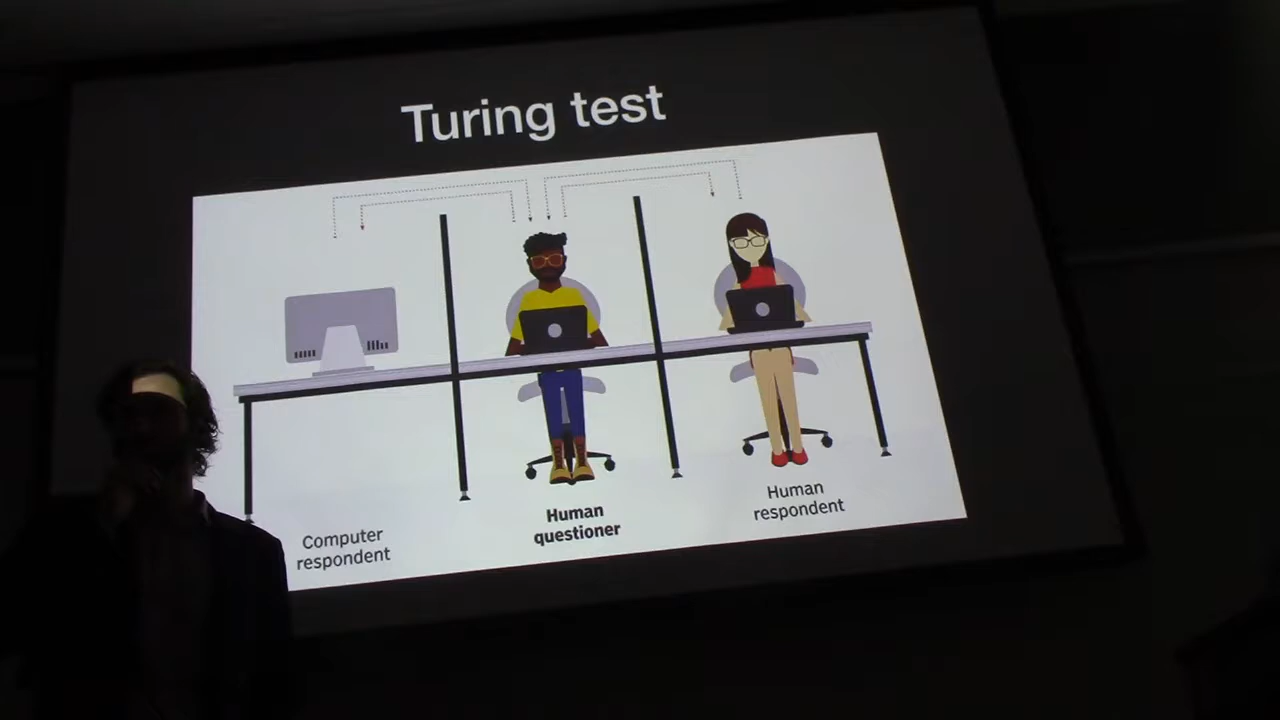 Turing test
Computer
respondent
Human
questioner
Human
respondent